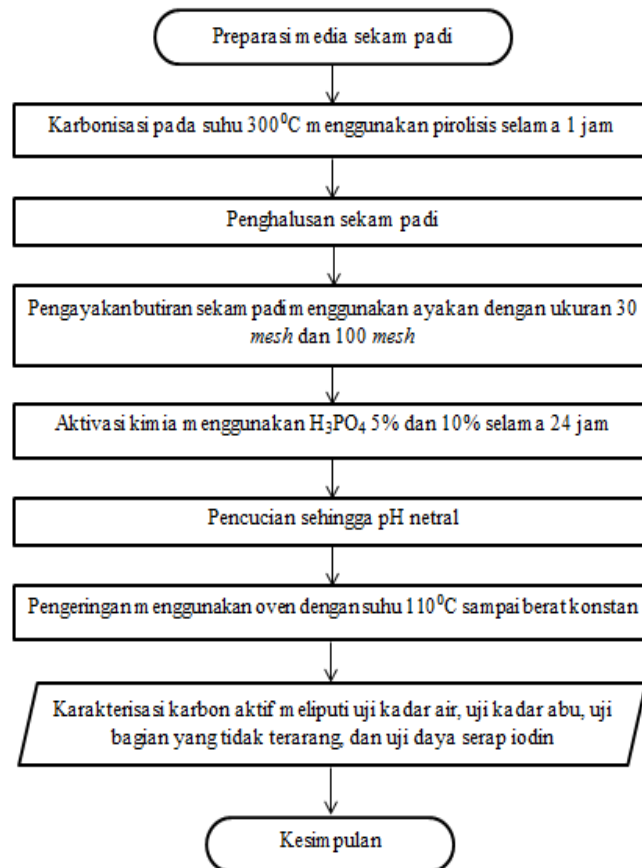 Preparasi media sekam padi
Karbonisasi pada suhu 300⁰C menggunakan pirolisis selama 1 jam
Penghalusan sekam padi
Pengayakan butiran sekam padi menggunakan ayakan dengan ukuran 30
mesh dan 100 mesh
Aktivasi kimia menggunakan H₃PO₄ 5% dan 10% selama 24 jam
Pencucian sehingga pH netral
Pengeringan menggunakan oven dengan suhu 110⁰C sampai berat konstan
Karakterisasi karbon aktif meliputi uji kadar air, uji kadar abu, uji
bagian yang tidak terarang, dan uji daya serap iodin
Kesimpulan